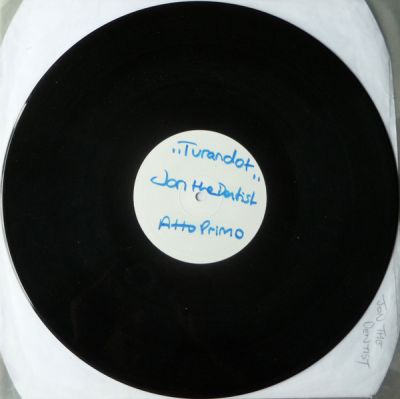 ,,Turandot,,
Jon the Dentist
Atto Primo
JON THE
DENTIST